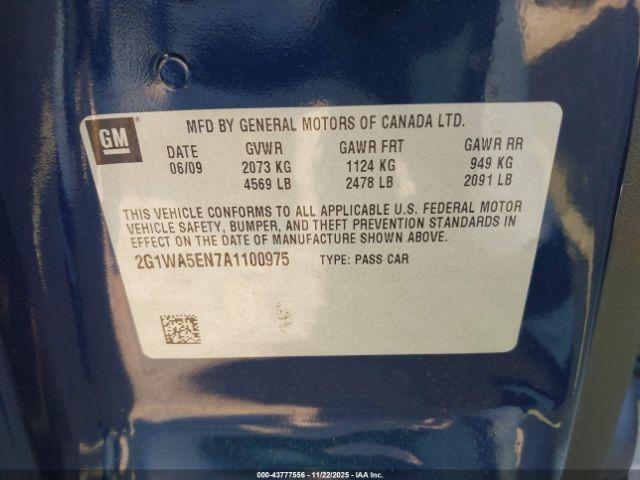 GM
MFD BY GENERAL MOTORS OF CANADA LTD.
DATE GVWR GAWR FRT GAWR RR
06/09 2073 KG 1124 KG 949 KG
4569 LB 2478 LB 2091 LB
THIS VEHICLE CONFORMS TO ALL APPLICABLE U.S. FEDERAL MOTOR
VEHICLE SAFETY, BUMPER, AND THEFT PREVENTION STANDARDS IN
EFFECT ON THE DATE OF MANUFACTURE SHOWN ABOVE.
2G1WA5EN7A1100975 TYPE: PASS CAR
© -- 43777556 -- 11/22/2025 -- IAAI.COM